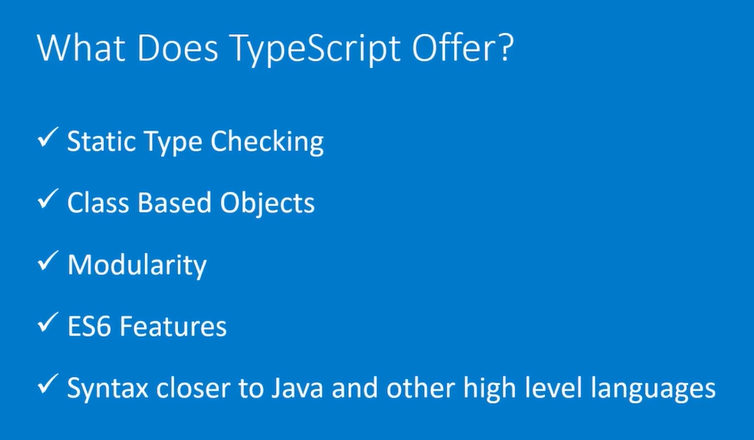 What Does TypeScript Offer?
✓ Static Type Checking
✓ Class Based Objects
✓ Modularity
✓ ES6 Features
✓ Syntax closer to Java and other high level languages